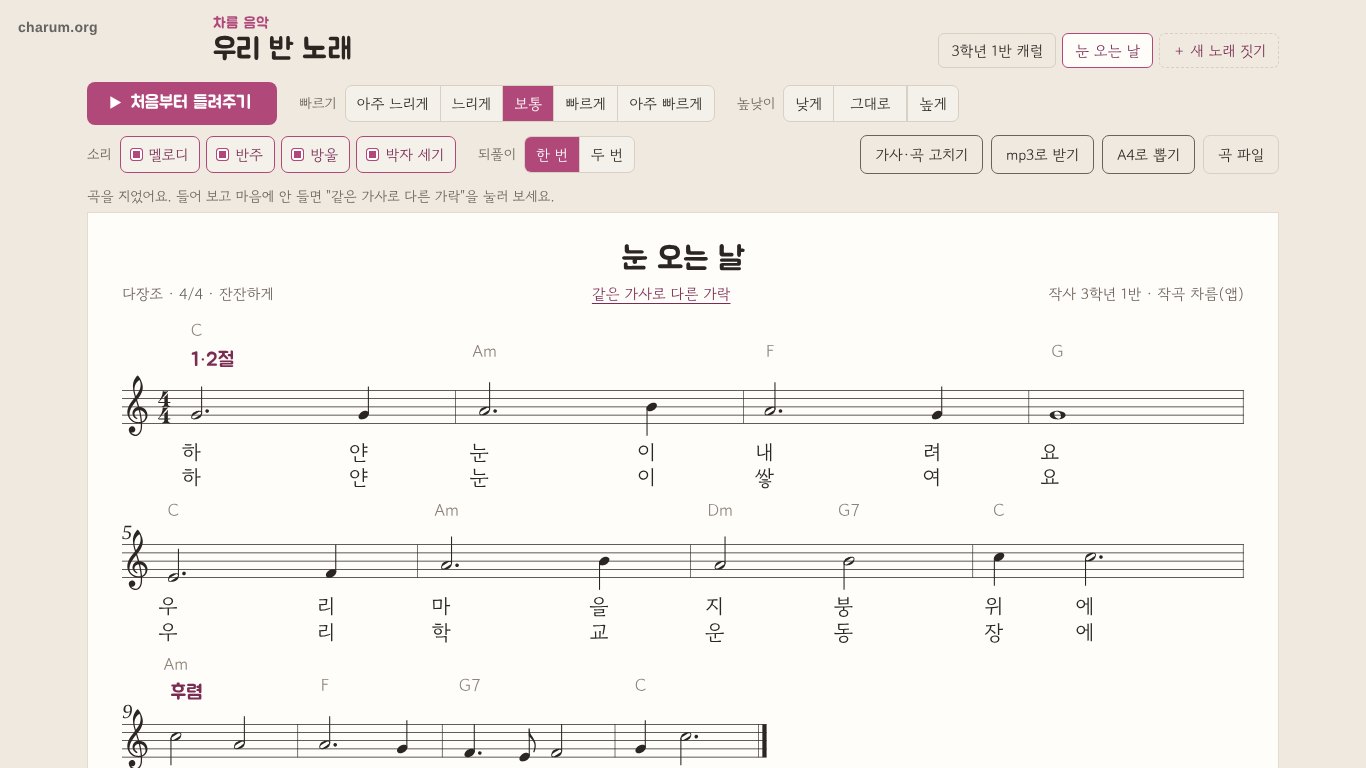 charum.org
차름 음악
우리 반 노래
3학년 1반 캐럴 눈 오는 날 + 새 노래 짓기
▶ 처음부터 들려주기 빠르기 아주 느리게 느리게 보통 빠르게 아주 빠르게 높낮이 낮게 그대로 높게
소리 멜로디 반주 방울 박자 세기 되풀이 한 번 두 번 가사·곡 고치기 mp3로 받기 A4로 뽑기 곡 파일
곡을 지었어요. 들어 보고 마음에 안 들면 "같은 가사로 다른 가락"을 눌러 보세요.
눈 오는 날
다장조 · 4/4 · 잔잔하게 같은 가사로 다른 가락 작사 3학년 1반 · 작곡 차름(앱)
C Am F G
1·2절
4
4
하 얀 눈 이 내 려 요
하 얀 눈 이 쌓 여 요
C Am Dm G7 C
5
우 리 마 을 지 붕 위 에
우 리 학 교 운 동 장 에
Am F G7 C
후렴
9